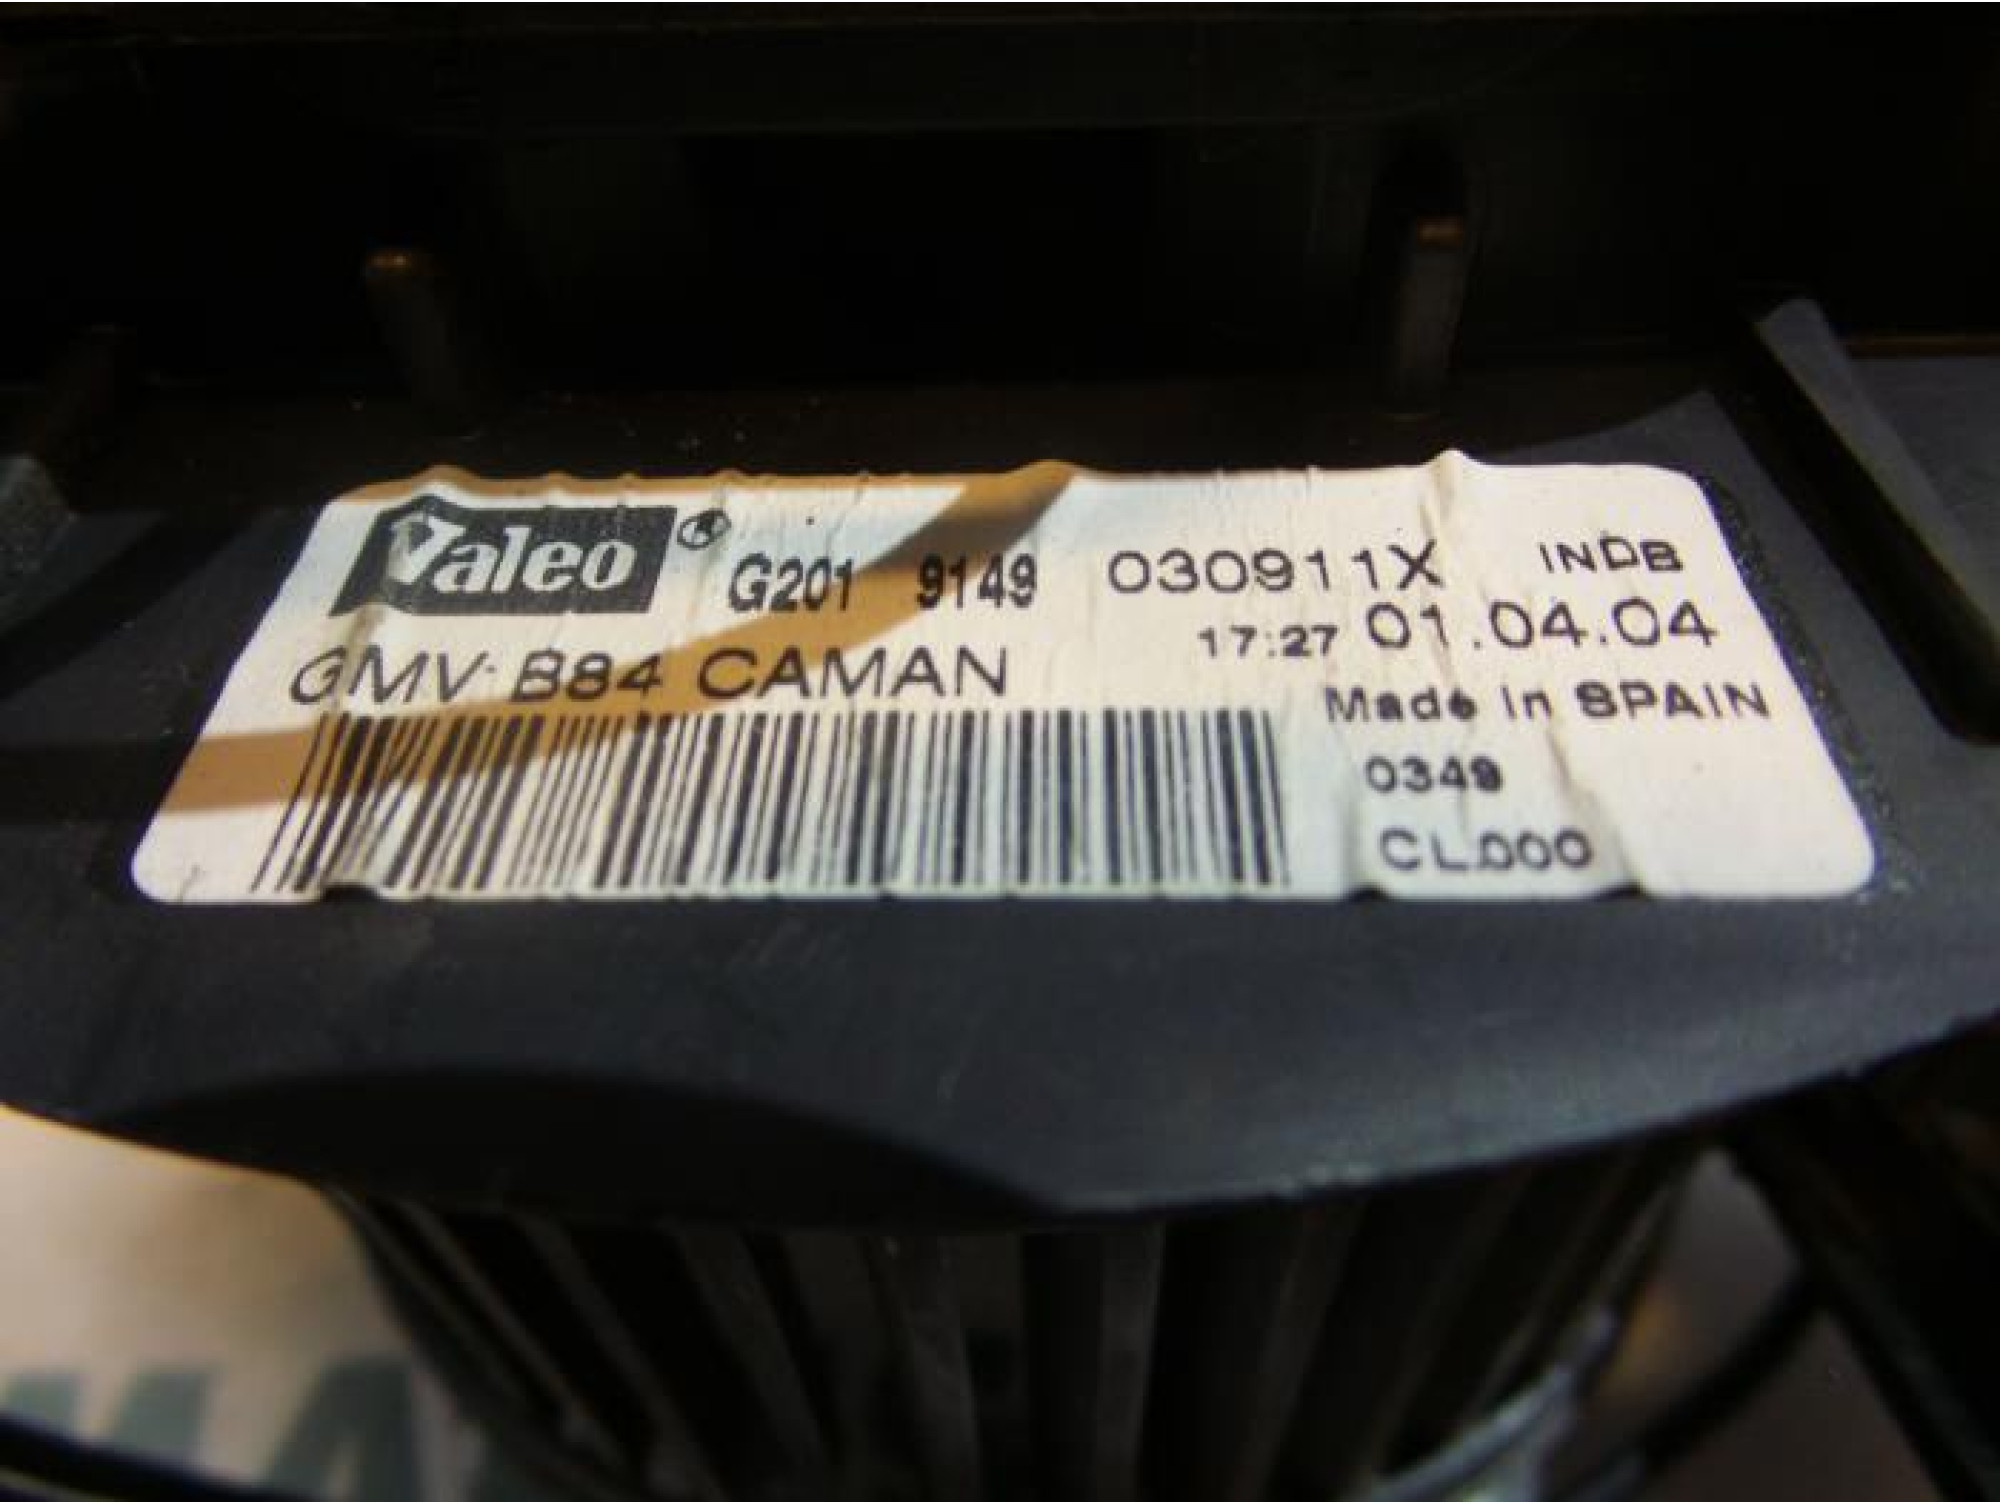 Valeo ® G201 9149 030911X INDB
GMV B84 CAMAN 17:27 01.04.04
Made in SPAIN
0349
CL000